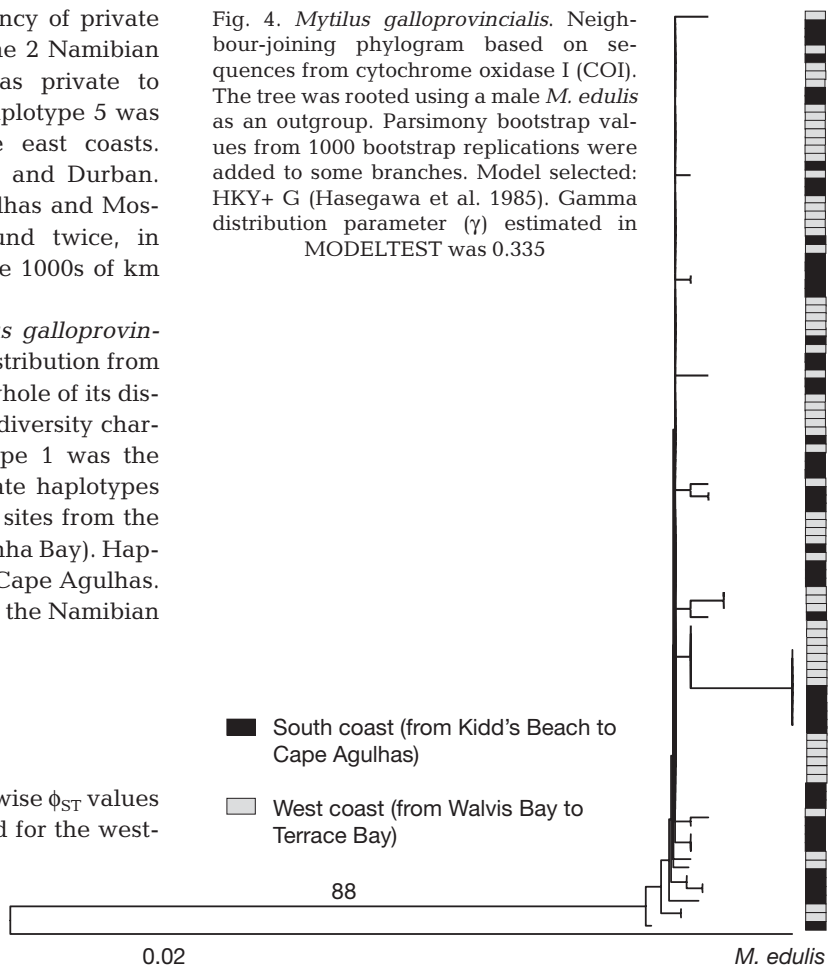 ncy of private
ne 2 Namibian
as private to
plotype 5 was
e east coasts.
and Durban.
lhas and Mos-
und twice, in
e 1000s of km
s galloprovin-
stribution from
hole of its dis-
diversity char-
pe 1 was the
ate haplotypes
sites from the
nha Bay). Hap-
Cape Agulhas.
the Namibian
wise ϕST values
d for the west-
Fig. 4. Mytilus galloprovincialis. Neigh-
bour-joining phylogram based on se-
quences from cytochrome oxidase I (COI).
The tree was rooted using a male M. edulis
as an outgroup. Parsimony bootstrap val-
ues from 1000 bootstrap replications were
added to some branches. Model selected:
HKY+ G (Hasegawa et al. 1985). Gamma
distribution parameter (γ) estimated in
MODELTEST was 0.335
South coast (from Kidd's Beach to
Cape Agulhas)
West coast (from Walvis Bay to
Terrace Bay)
88
0.02
M. edulis